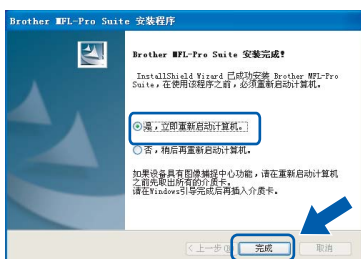 Brother MFL-Pro Suite 安装程序
Brother MFL-Pro Suite 安装完成!
InstallShield Wizard 已成功安装 Brother MFL-Pro
Suite，在使用该程序之前，必须重新启动计算机。
是，立即重新启动计算机。
否，稍后再重新启动计算机。
如果设备具有图像捕捉中心功能，请在重新启动计算机
之前先取出所有的介质卡。
请在Windows引导完成后再插入介质卡。
<上一步(B) 完成 取消